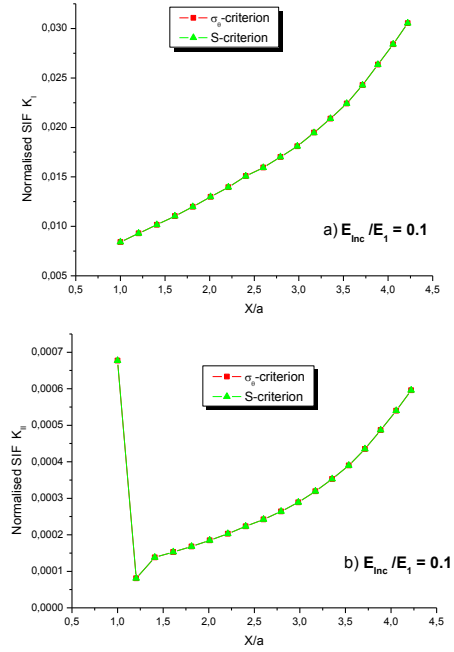 σθ-criterion
S-criterion
Normalised SIF KI
0,030
0,025
0,020
0,015
0,010
0,005
a) EInc /E1 = 0.1
0,5 1,0 1,5 2,0 2,5 3,0 3,5 4,0 4,5
X/a
0,0007
0,0006
0,0005
0,0004
0,0003
0,0002
0,0001
0,0000
Normalised SIF KII
σθ-criterion
S-criterion
b) EInc /E1 = 0.1
0,5 1,0 1,5 2,0 2,5 3,0 3,5 4,0 4,5
X/a